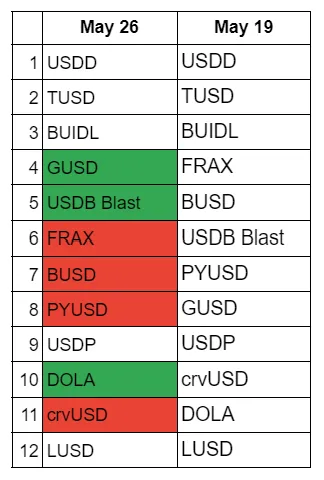 May 26 May 19
1 USDD USDD
2 TUSD TUSD
3 BUIDL BUIDL
4 GUSD FRAX
5 USDB Blast BUSD
6 FRAX USDB Blast
7 BUSD PYUSD
8 PYUSD GUSD
9 USDP USDP
10 DOLA crvUSD
11 crvUSD DOLA
12 LUSD LUSD